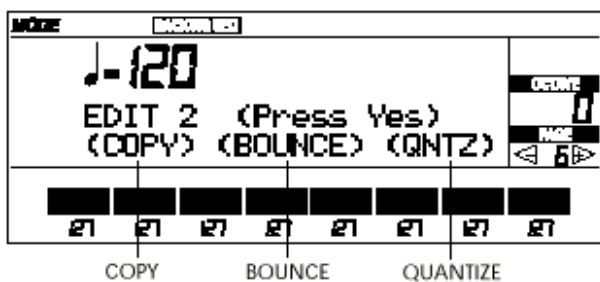 MODE
♩=120
OCTAVE
0
EDIT 2 (Press Yes)
PAGE
(COPY) (BOUNCE) (QNTZ)
6
127 127 127 127 127 127 127 127
COPY BOUNCE QUANTIZE